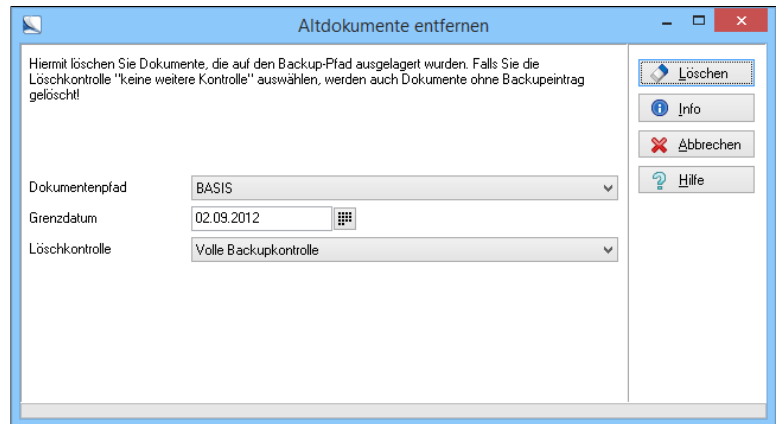 Altdokumente entfernen
Hiermit löschen Sie Dokumente, die auf den Backup-Pfad ausgelagert wurden. Falls Sie die
Löschkontrolle "keine weitere Kontrolle" auswählen, werden auch Dokumente ohne Backupeintrag
gelöscht!
Löschen
Info
Abbrechen
Hilfe
Dokumentenpfad BASIS
Grenzdatum 02.09.2012
Löschkontrolle Volle Backupkontrolle